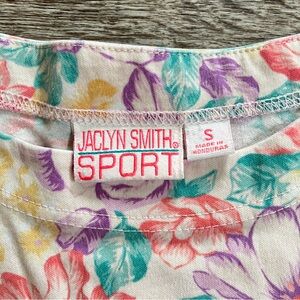 JACLYN SMITH®
SPORT
S
MADE IN
HONDURAS